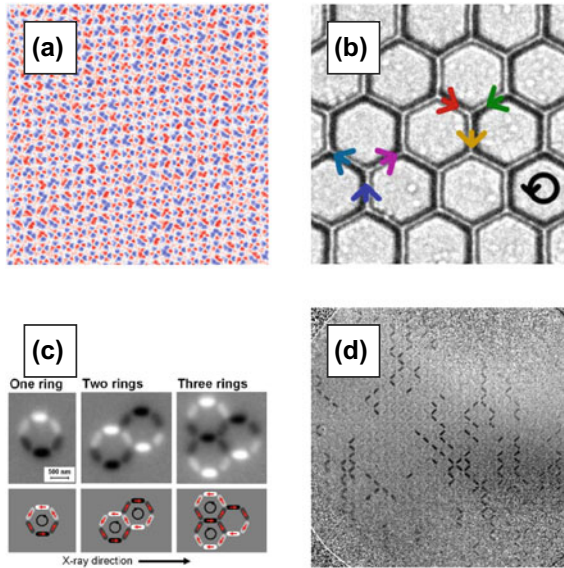 (a)
(b)
(c)
One ring Two rings Three rings
500 nm
X-ray direction
(d)